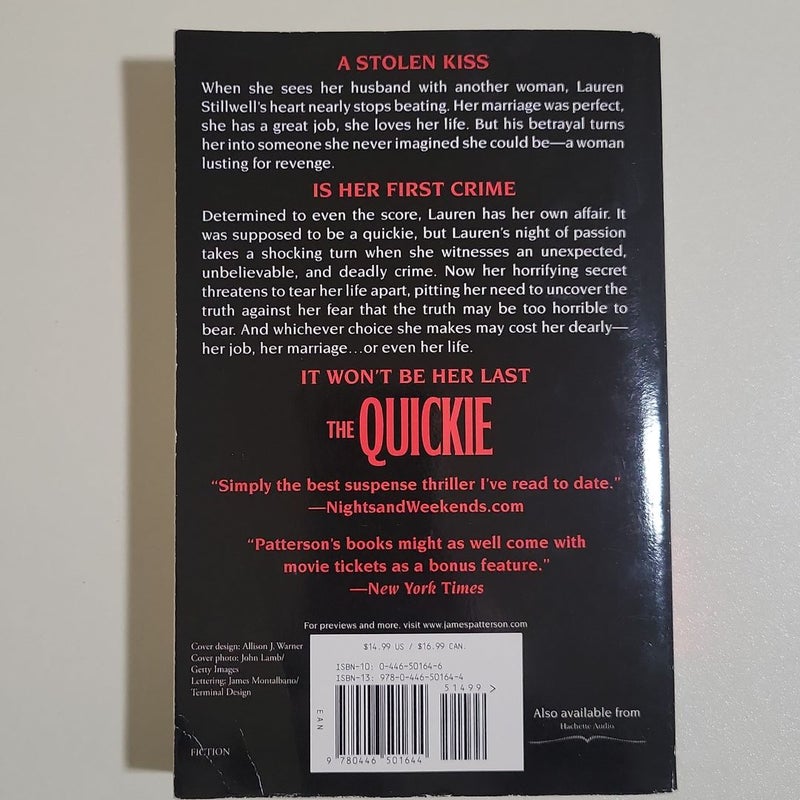 A STOLEN KISS
When she sees her husband with another woman, Lauren
Stillwell's heart nearly stops beating. Her marriage was perfect,
she has a great job, she loves her life. But his betrayal turns
her into someone she never imagined she could be—a woman
lusting for revenge.
IS HER FIRST CRIME
Determined to even the score, Lauren has her own affair. It
was supposed to be a quickie, but Lauren's night of passion
takes a shocking turn when she witnesses an unexpected,
unbelievable, and deadly crime. Now her horrifying secret
threatens to tear her life apart, pitting her need to uncover the
truth against her fear that the truth may be too horrible to
bear. And whichever choice she makes may cost her dearly—
her job, her marriage…or even her life.
IT WON'T BE HER LAST
THE QUICKIE
“Simply the best suspense thriller I've read to date.”
—NightsandWeekends.com
“Patterson's books might as well come with
movie tickets as a bonus feature.”
—New York Times
For previews and more, visit www.jamespatterson.com
Cover design: Allison J. Warner
Cover photo: John Lamb/
Getty Images
Lettering: James Montalbano/
Terminal Design
FICTION
$14.99 US / $16.99 CAN.
ISBN-10: 0-446-50164-6
ISBN-13: 978-0-446-50164-4
51499>
EAN
9 780446 501644
Also available from
Hachette Audio